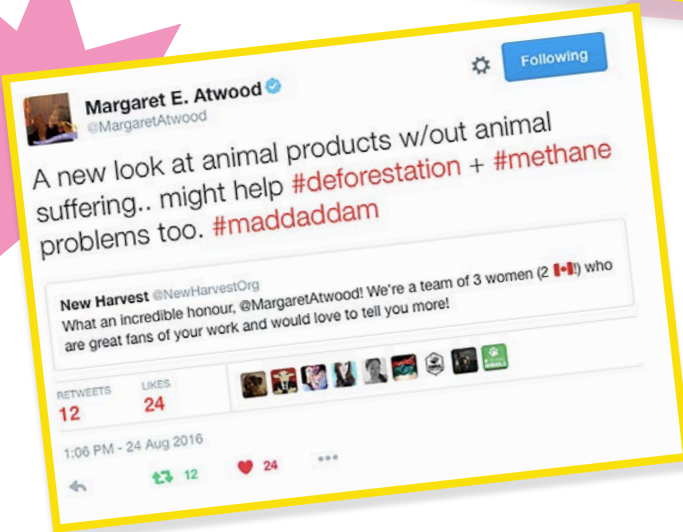 Margaret E. Atwood
@MargaretAtwood
Following
A new look at animal products w/out animal
suffering.. might help #deforestation + #methane
problems too. #maddaddam
New Harvest @NewHarvestOrg
What an incredible honour, @MargaretAtwood! We're a team of 3 women (2 🇨🇦!) who
are great fans of your work and would love to tell you more!
RETWEETS LIKES
12 24
1:06 PM - 24 Aug 2016
12 24